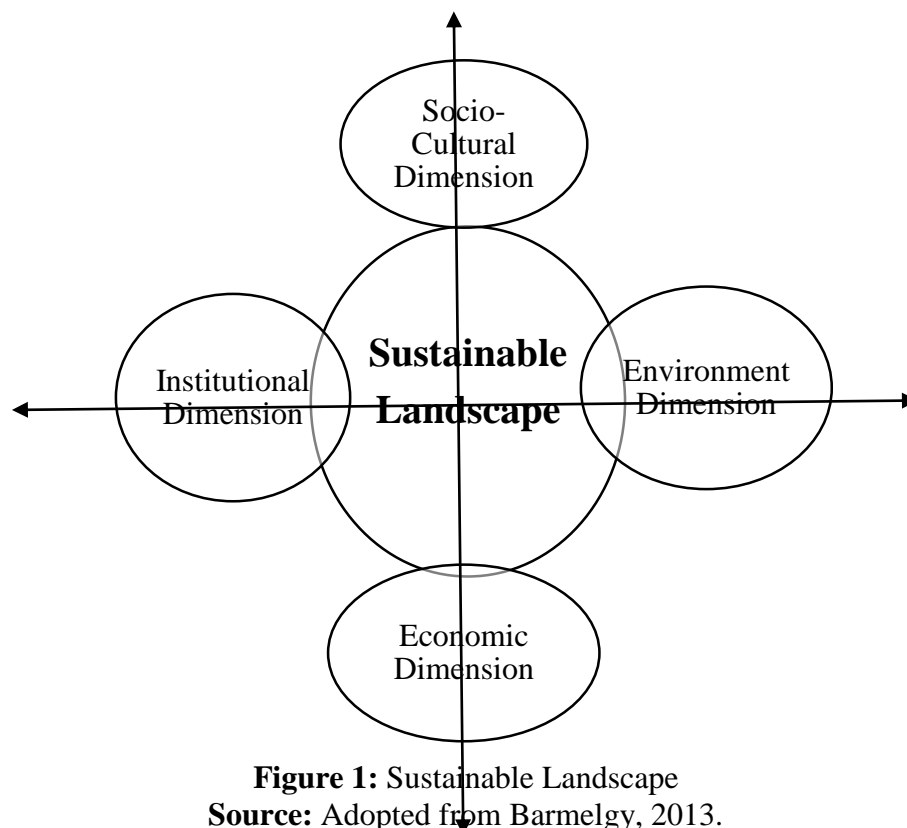 Socio-
Cultural
Dimension
Sustainable
Landscape
Institutional
Dimension
Environment
Dimension
Economic
Dimension
Figure 1: Sustainable Landscape
Source: Adopted from Barmelgy, 2013.